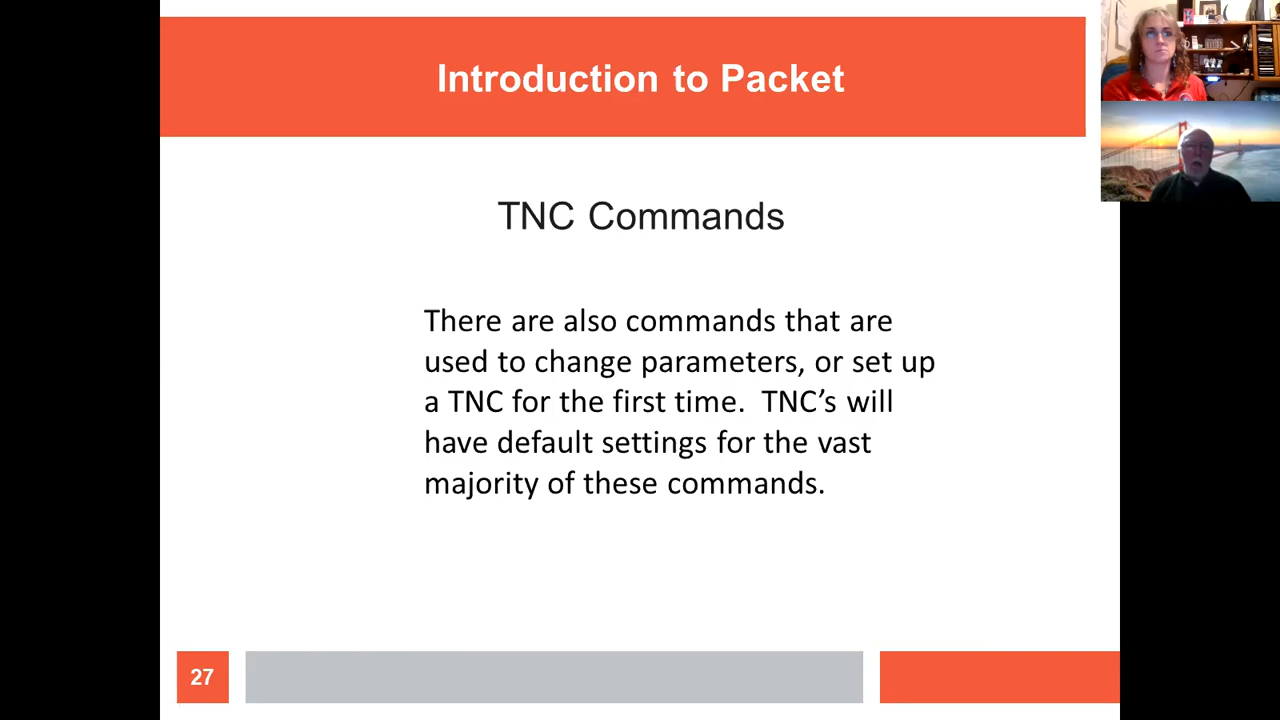 Introduction to Packet
TNC Commands
There are also commands that are
used to change parameters, or set up
a TNC for the first time.  TNC’s will
have default settings for the vast
majority of these commands.
27